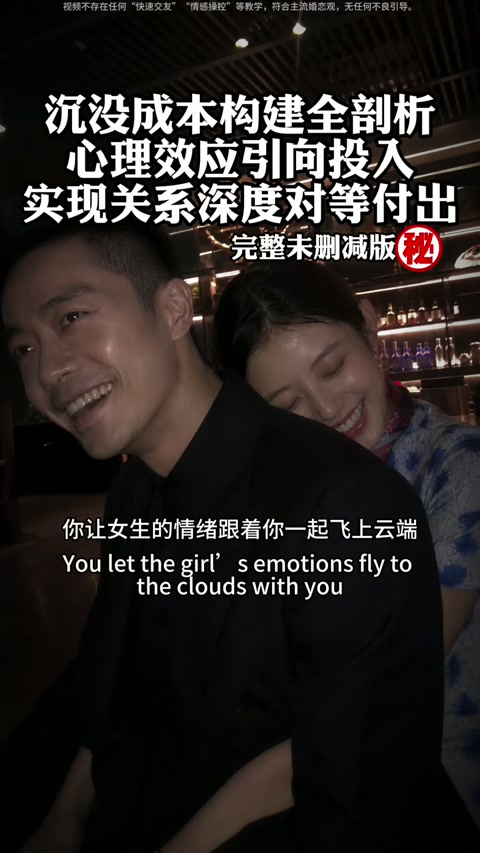 视频不存在任何“快速交友”“情感操控”等教学，符合主流婚恋观，无任何不良引导。
沉没成本构建全剖析
心理效应引向投入
实现关系深度对等付出
完整未删减版 秘
你让女生的情绪跟着你一起飞上云端
You let the girl’s emotions fly to
the clouds with you